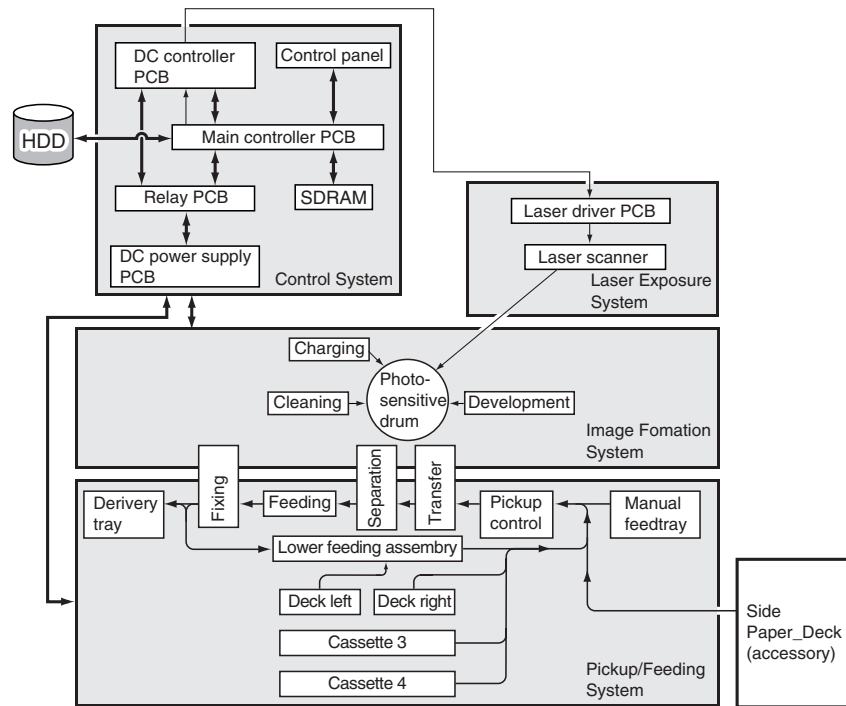 DC controller
PCB
Control panel
HDD
Main controller PCB
Relay PCB
SDRAM
DC power supply
PCB
Control System
Laser driver PCB
Laser scanner
Laser Exposure
System
Charging
Photo-
sensitive
drum
Cleaning
Development
Image Fomation
System
Fixing
Separation
Transfer
Derivery
tray
Feeding
Pickup
control
Manual
feedtray
Lower feeding assembry
Deck left
Deck right
Cassette 3
Cassette 4
Pickup/Feeding
System
Side
Paper_Deck
(accessory)